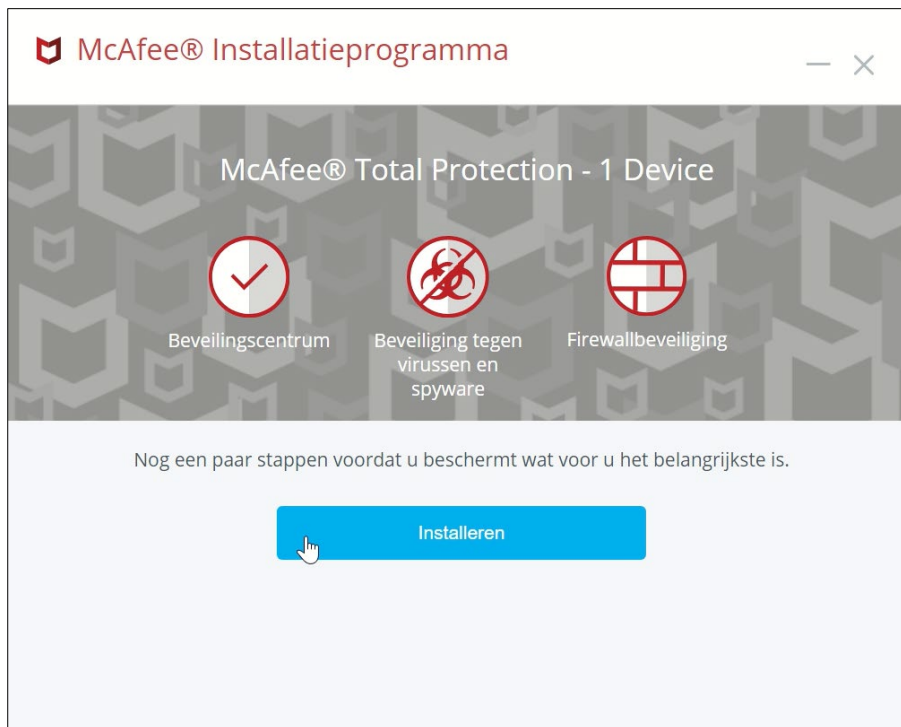 McAfee® Installatieprogramma
McAfee® Total Protection - 1 Device
Beveilingscentrum
Beveiliging tegen
virussen en
spyware
Firewallbeveiliging
Nog een paar stappen voordat u beschermt wat voor u het belangrijkste is.
Installeren